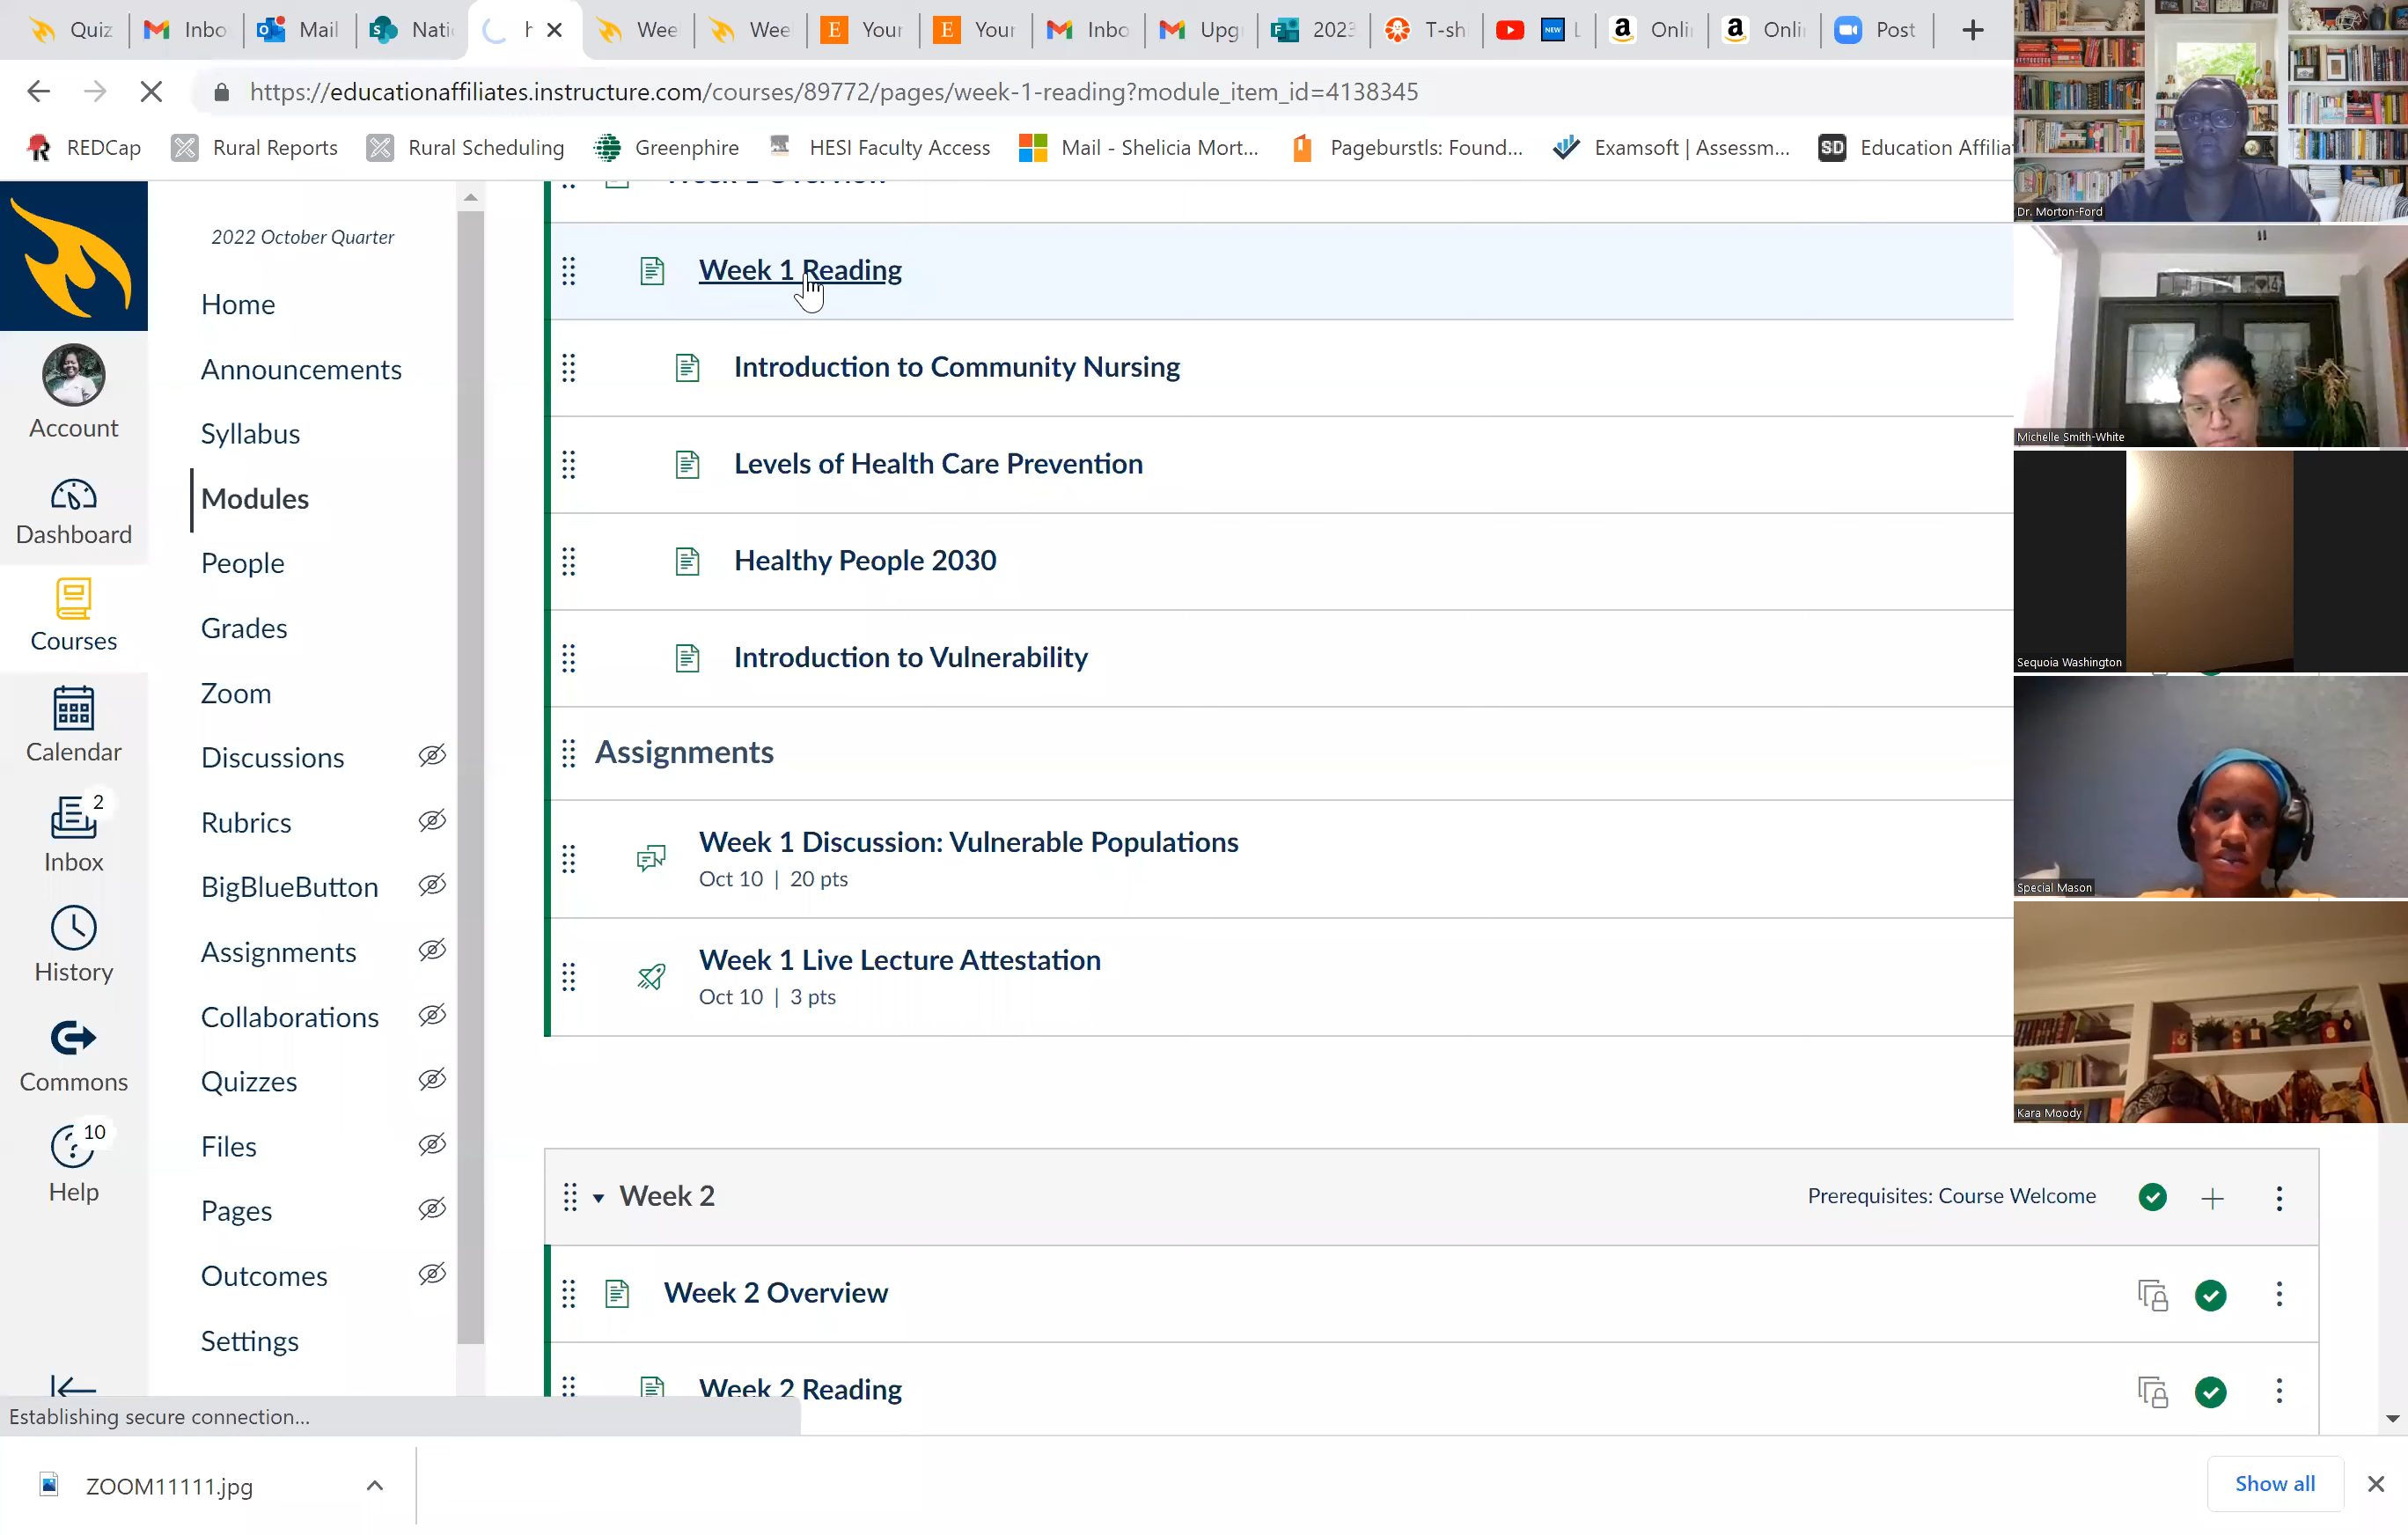 Quiz
Inbo
Mail
Nati
h
Wee
Wee
E Your
E Your
Inbo
Upg
2023
T-sh
NEW L
a Onli
a Onli
Post
https://educationaffiliates.instructure.com/courses/89772/pages/week-1-reading?module_item_id=4138345
REDCap
Rural Reports
Rural Scheduling
Greenphire
HESI Faculty Access
Mail - Shelicia Mort...
Pageburstls: Found...
Examsoft | Assessm...
SD Education Affilia
Account
Dashboard
Courses
Calendar
2
Inbox
History
Commons
10
Help
2022 October Quarter
Home
Announcements
Syllabus
Modules
People
Grades
Zoom
Discussions
Rubrics
BigBlueButton
Assignments
Collaborations
Quizzes
Files
Pages
Outcomes
Settings
Week 1 Overview
Week 1 Reading
Introduction to Community Nursing
Levels of Health Care Prevention
Healthy People 2030
Introduction to Vulnerability
Assignments
Week 1 Discussion: Vulnerable Populations
Oct 10 | 20 pts
Week 1 Live Lecture Attestation
Oct 10 | 3 pts
Week 2
Prerequisites: Course Welcome
Week 2 Overview
Week 2 Reading
Dr. Morton-Ford
Michelle Smith-White
Sequoia Washington
Special Mason
Kara Moody
Establishing secure connection...
ZOOM11111.jpg
Show all